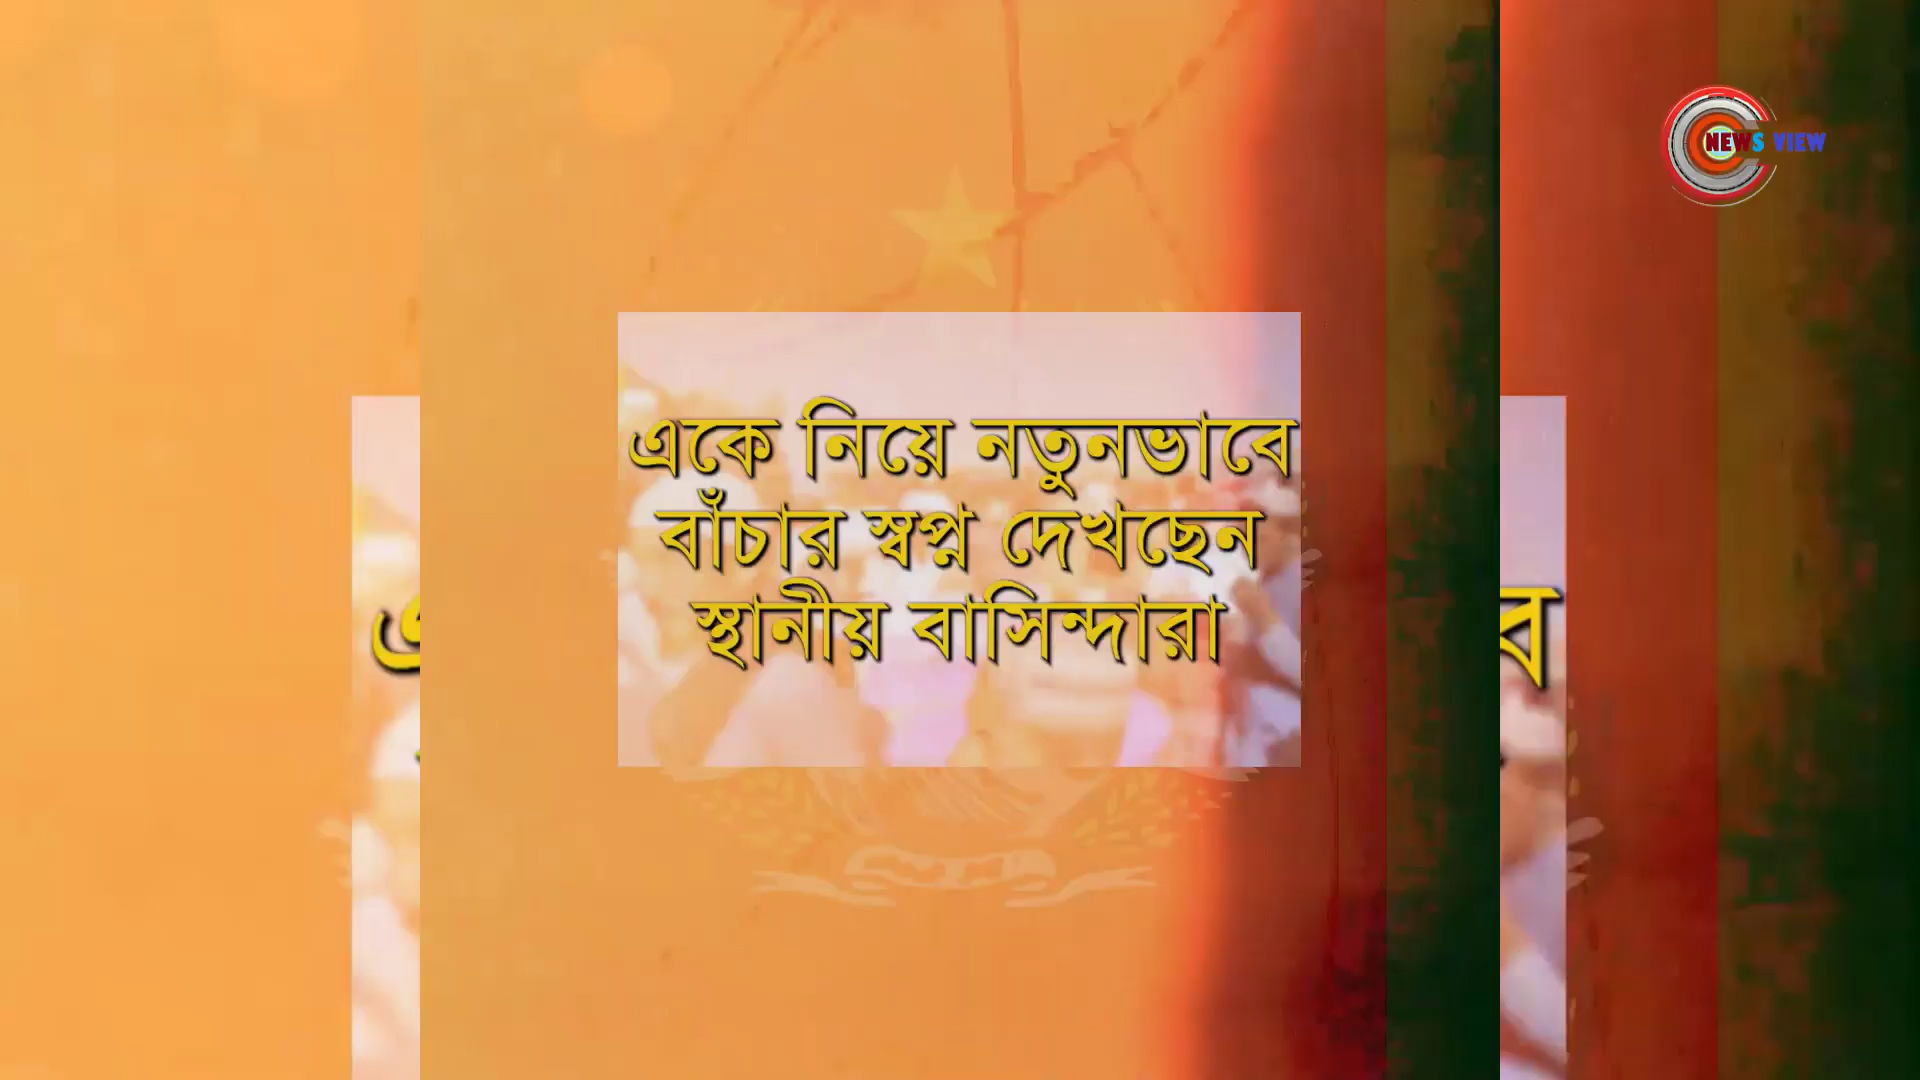 NEWS VIEW
একে নিয়ে নতুনভাবে
বাঁচার স্বপ্ন দেখছেন
স্থানীয় বাসিন্দারা